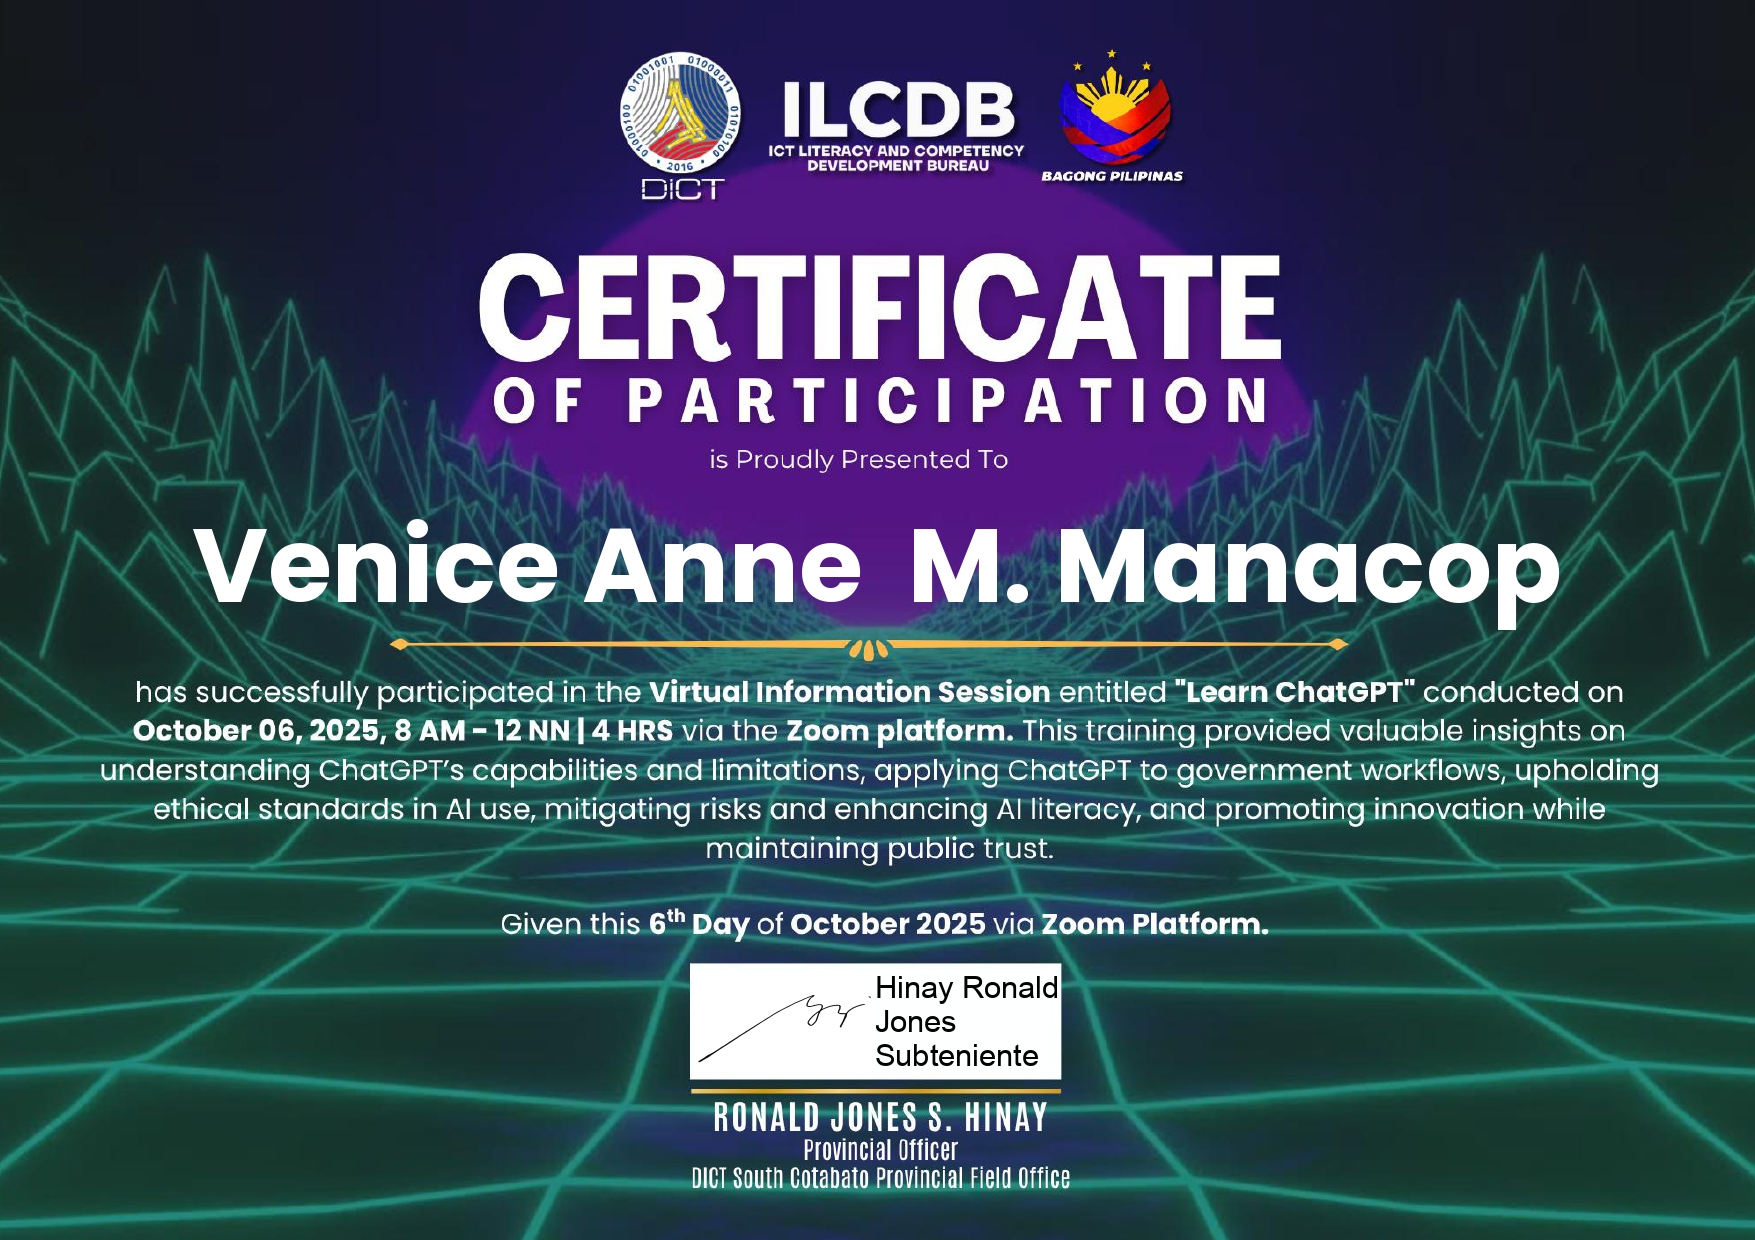 01000100 01001001 01000011 01010100
2016
DICT
ILCDB
ICT LITERACY AND COMPETENCY
DEVELOPMENT BUREAU
BAGONG PILIPINAS
CERTIFICATE
OF PARTICIPATION
is Proudly Presented To
Venice Anne M. Manacop
has successfully participated in the Virtual Information Session entitled "Learn ChatGPT" conducted on
October 06, 2025, 8 AM – 12 NN | 4 HRS via the Zoom platform. This training provided valuable insights on
understanding ChatGPT’s capabilities and limitations, applying ChatGPT to government workflows, upholding
ethical standards in AI use, mitigating risks and enhancing AI literacy, and promoting innovation while
maintaining public trust.
Given this 6th Day of October 2025 via Zoom Platform.
Hinay Ronald
Jones
Subteniente
RONALD JONES S. HINAY
Provincial Officer
DICT South Cotabato Provincial Field Office